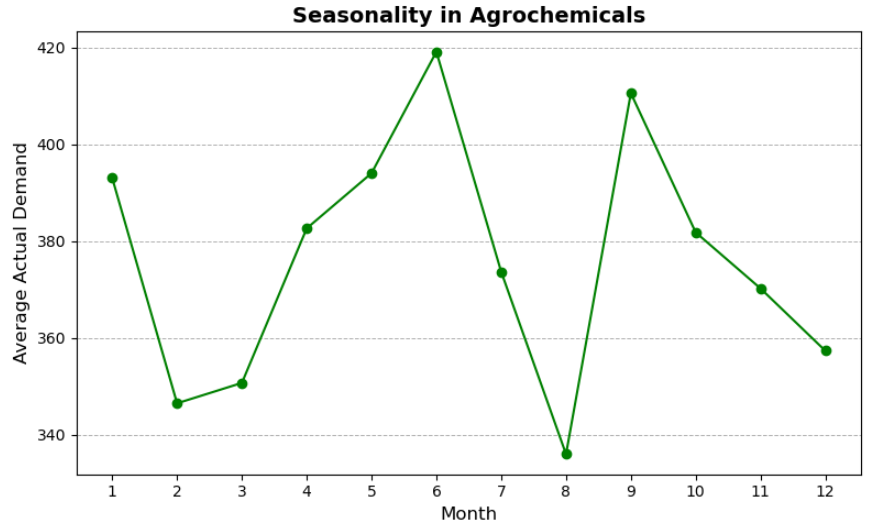 Seasonality in Agrochemicals
420
400
380
360
340
Average Actual Demand
1 2 3 4 5 6 7 8 9 10 11 12
Month